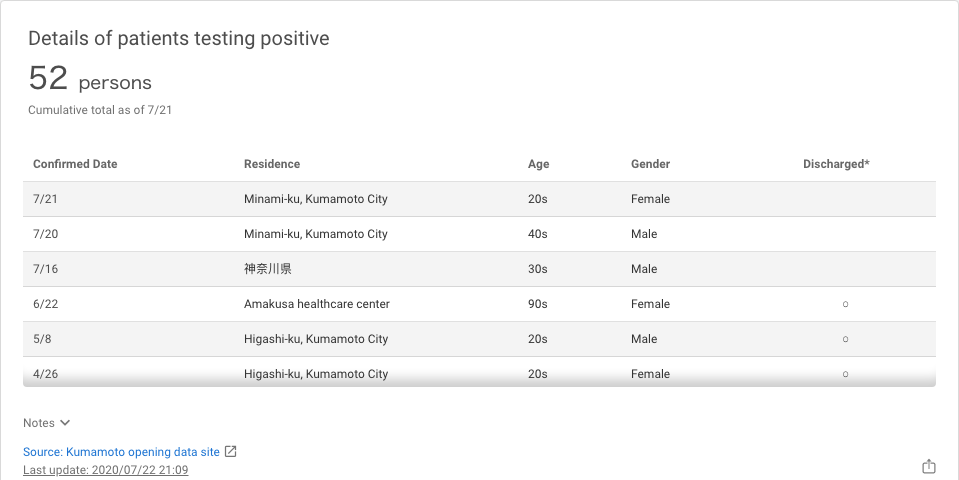 Details of patients testing positive
52 persons
Cumulative total as of 7/21
Confirmed Date Residence Age Gender Discharged*
7/21 Minami-ku, Kumamoto City 20s Female
7/20 Minami-ku, Kumamoto City 40s Male
7/16 神奈川県 30s Male
6/22 Amakusa healthcare center 90s Female ○
5/8 Higashi-ku, Kumamoto City 20s Male ○
4/26 Higashi-ku, Kumamoto City 20s Female ○
Notes
Source: Kumamoto opening data site
Last update: 2020/07/22 21:09